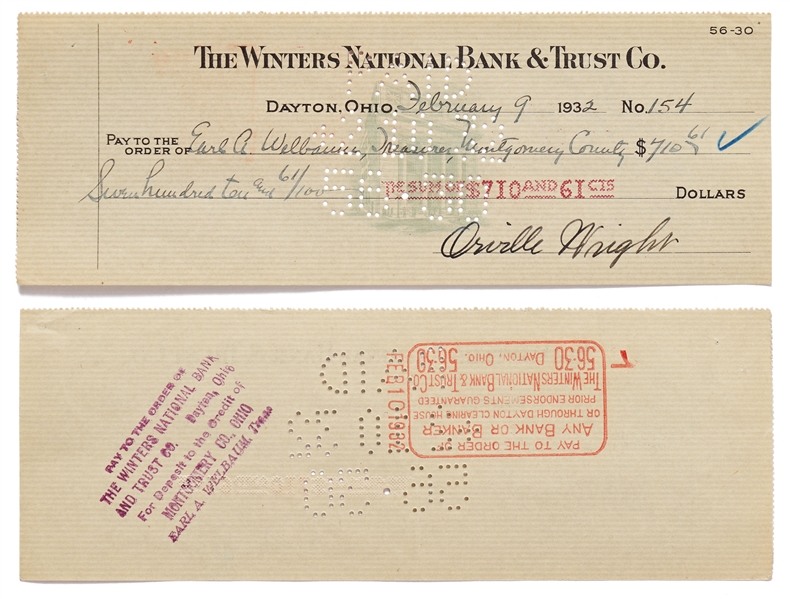 56-30
THE WINTERS NATIONAL BANK & TRUST CO.
DAYTON, OHIO. February 9 1932 No. 154
PAY TO THE ORDER OF Earl A. Welbaum, Treasurer, Montgomery County $710 61
Seven hundred ten and 61/100 THE SUM OF $710 AND 61 CTS DOLLARS
Orville Wright
PAY TO THE ORDER OF
THE WINTERS NATIONAL BANK
AND TRUST CO. Dayton, Ohio
For Deposit to the Credit of
MONTGOMERY CO., OHIO
EARL A. WELBAUM, Treas
PAY TO THE ORDER OF
ANY BANK OR BANKER
OR THROUGH DAYTON CLEARING HOUSE
PRIOR ENDORSEMENTS GUARANTEED
THE WINTERS NATIONAL BANK & TRUST CO
56-30 DAYTON, OHIO. 56-30
FEB 10 1932
PAID
56-30